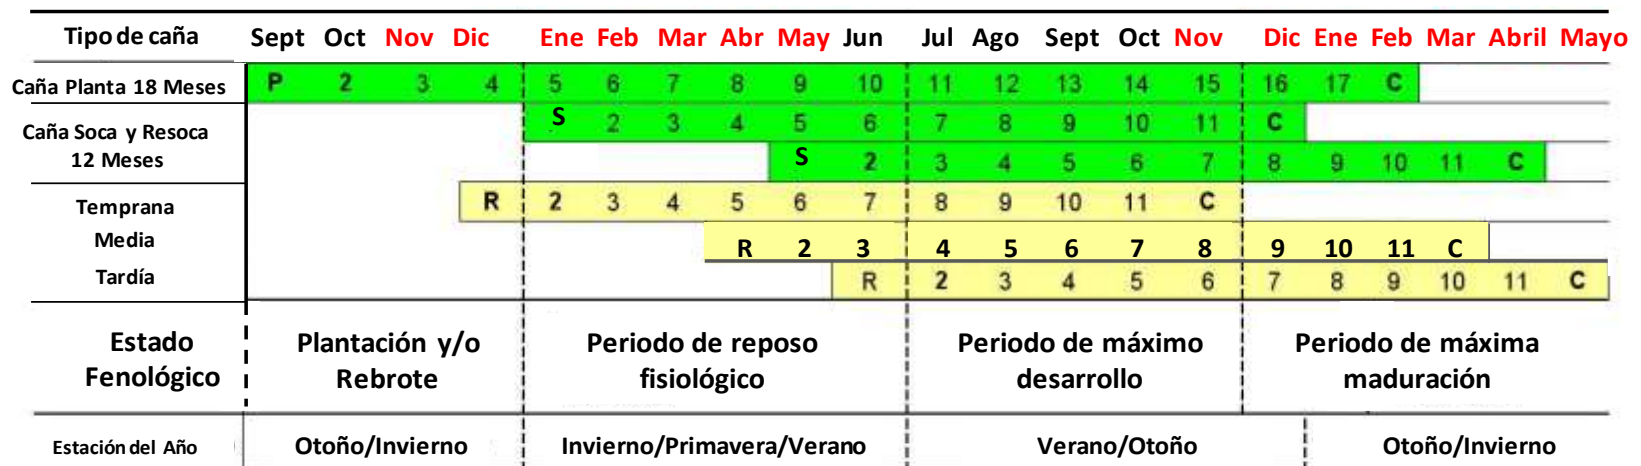 Tipo de caña Sept Oct Nov Dic Ene Feb Mar Abr May Jun Jul Ago Sept Oct Nov Dic Ene Feb Mar Abril Mayo
Caña Planta 18 Meses P 2 3 4 5 6 7 8 9 10 11 12 13 14 15 16 17 C
Caña Soca y Resoca
12 Meses
S 2 3 4 5 6 7 8 9 10 11 C
S 2 3 4 5 6 7 8 9 10 11 C
Temprana R 2 3 4 5 6 7 8 9 10 11 C
Media R 2 3 4 5 6 7 8 9 10 11 C
Tardía R 2 3 4 5 6 7 8 9 10 11 C
Estado
Fenológico
Plantación y/o
Rebrote
Periodo de reposo
fisiológico
Periodo de máximo
desarrollo
Periodo de máxima
maduración
Estación del Año Otoño/Invierno Invierno/Primavera/Verano Verano/Otoño Otoño/Invierno